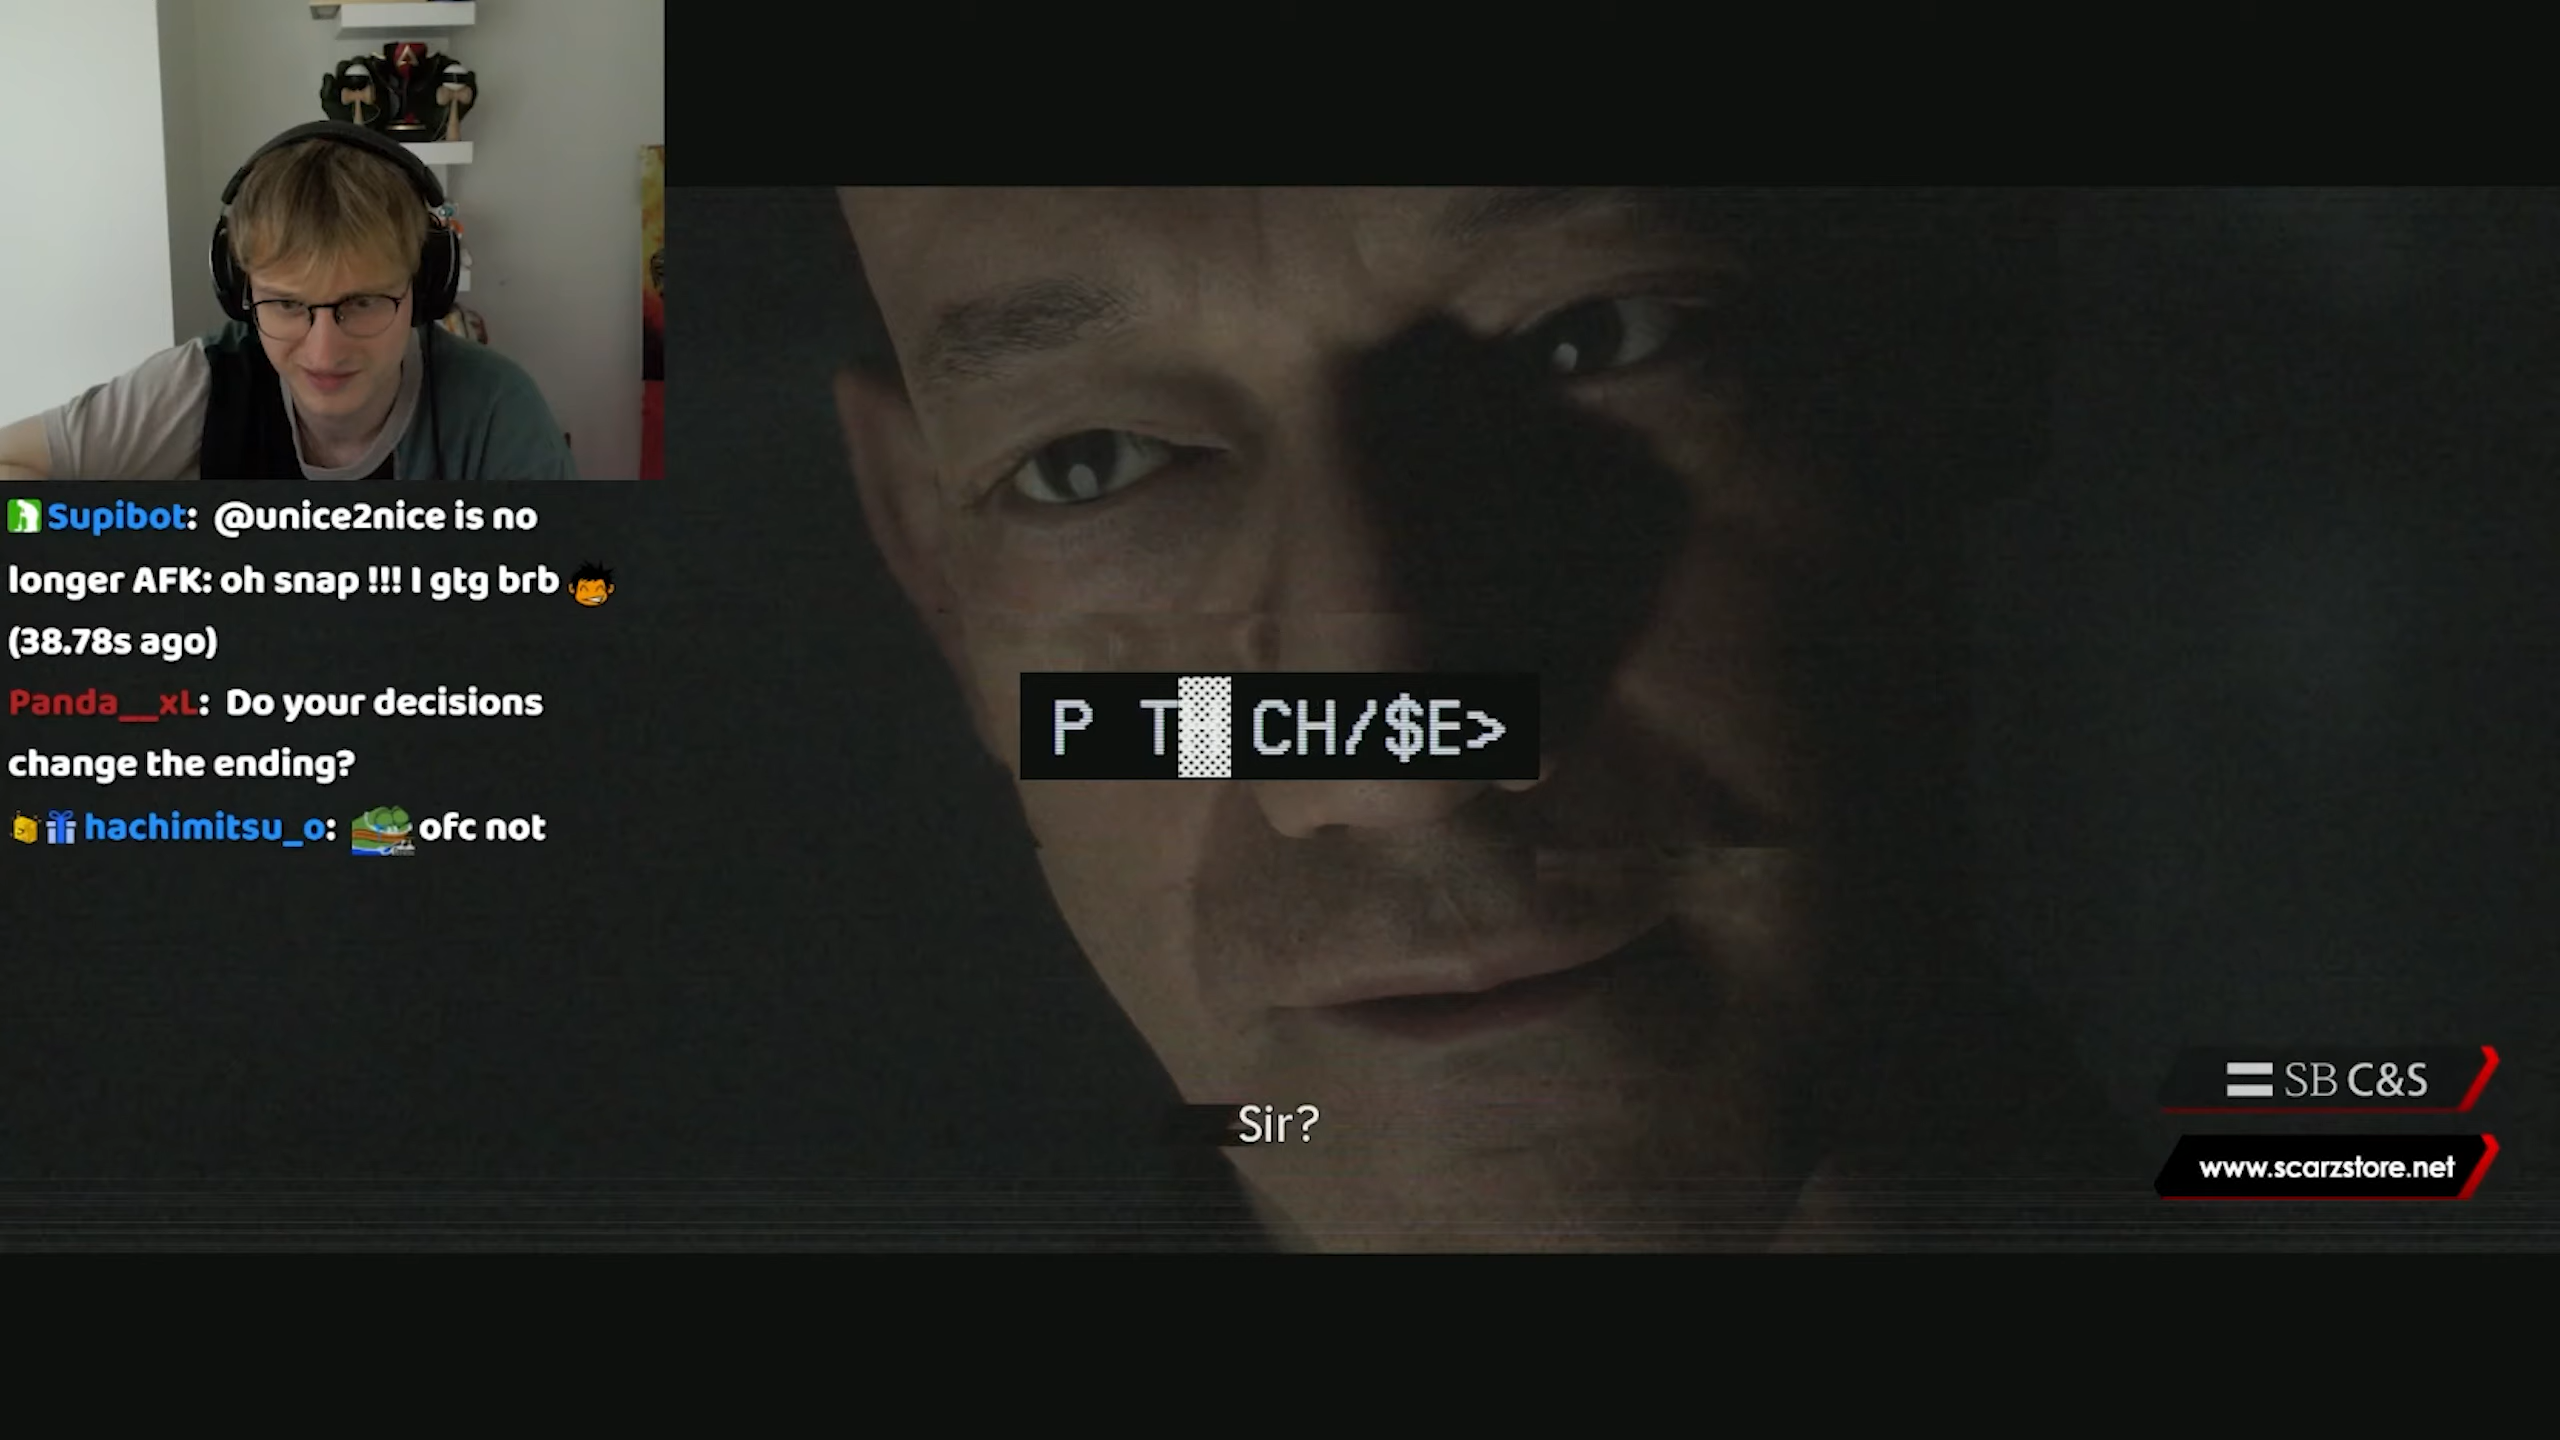 Supibot: @unice2nice is no
longer AFK: oh snap !!! I gtg brb
(38.78s ago)
Panda__xL: Do your decisions
change the ending?
hachimitsu_o: ofc not
P T▒ CH/$E>
Sir?
SB C&S
www.scarzstore.net